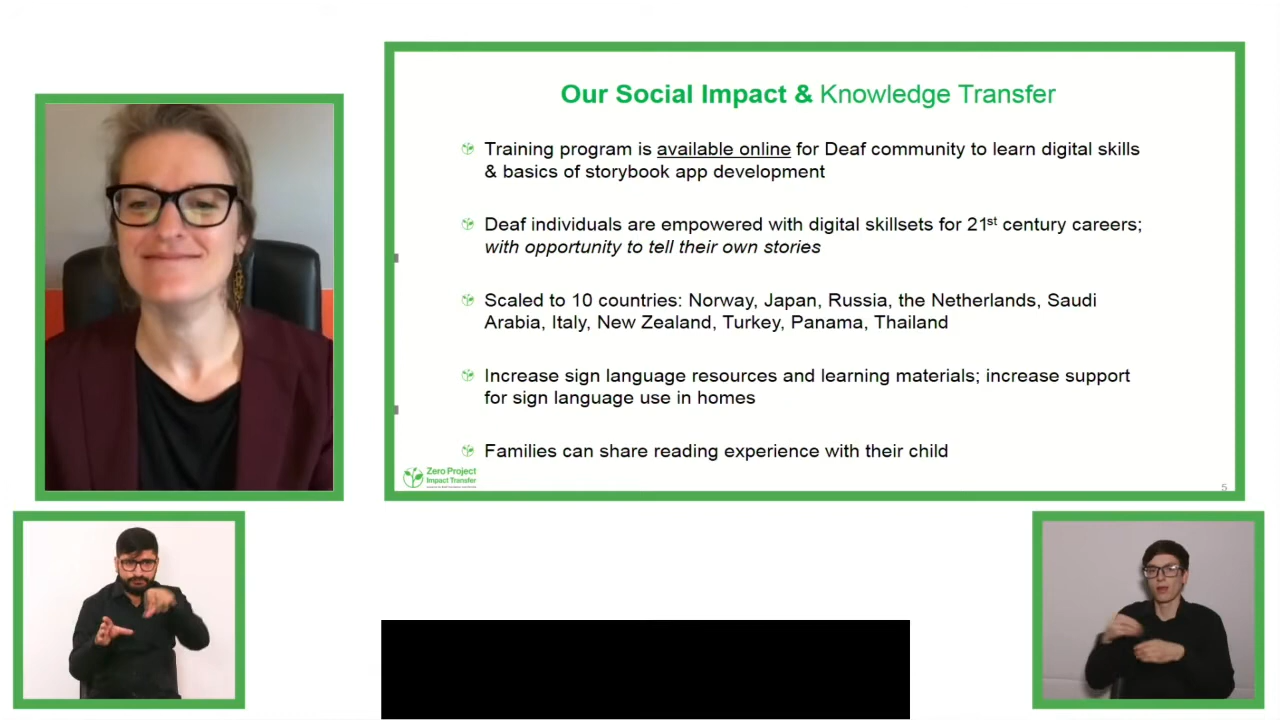 Our Social Impact & Knowledge Transfer
Training program is available online for Deaf community to learn digital skills
& basics of storybook app development
Deaf individuals are empowered with digital skillsets for 21st century careers;
with opportunity to tell their own stories
Scaled to 10 countries: Norway, Japan, Russia, the Netherlands, Saudi
Arabia, Italy, New Zealand, Turkey, Panama, Thailand
Increase sign language resources and learning materials; increase support
for sign language use in homes
Families can share reading experience with their child
Zero Project
Impact Transfer
5